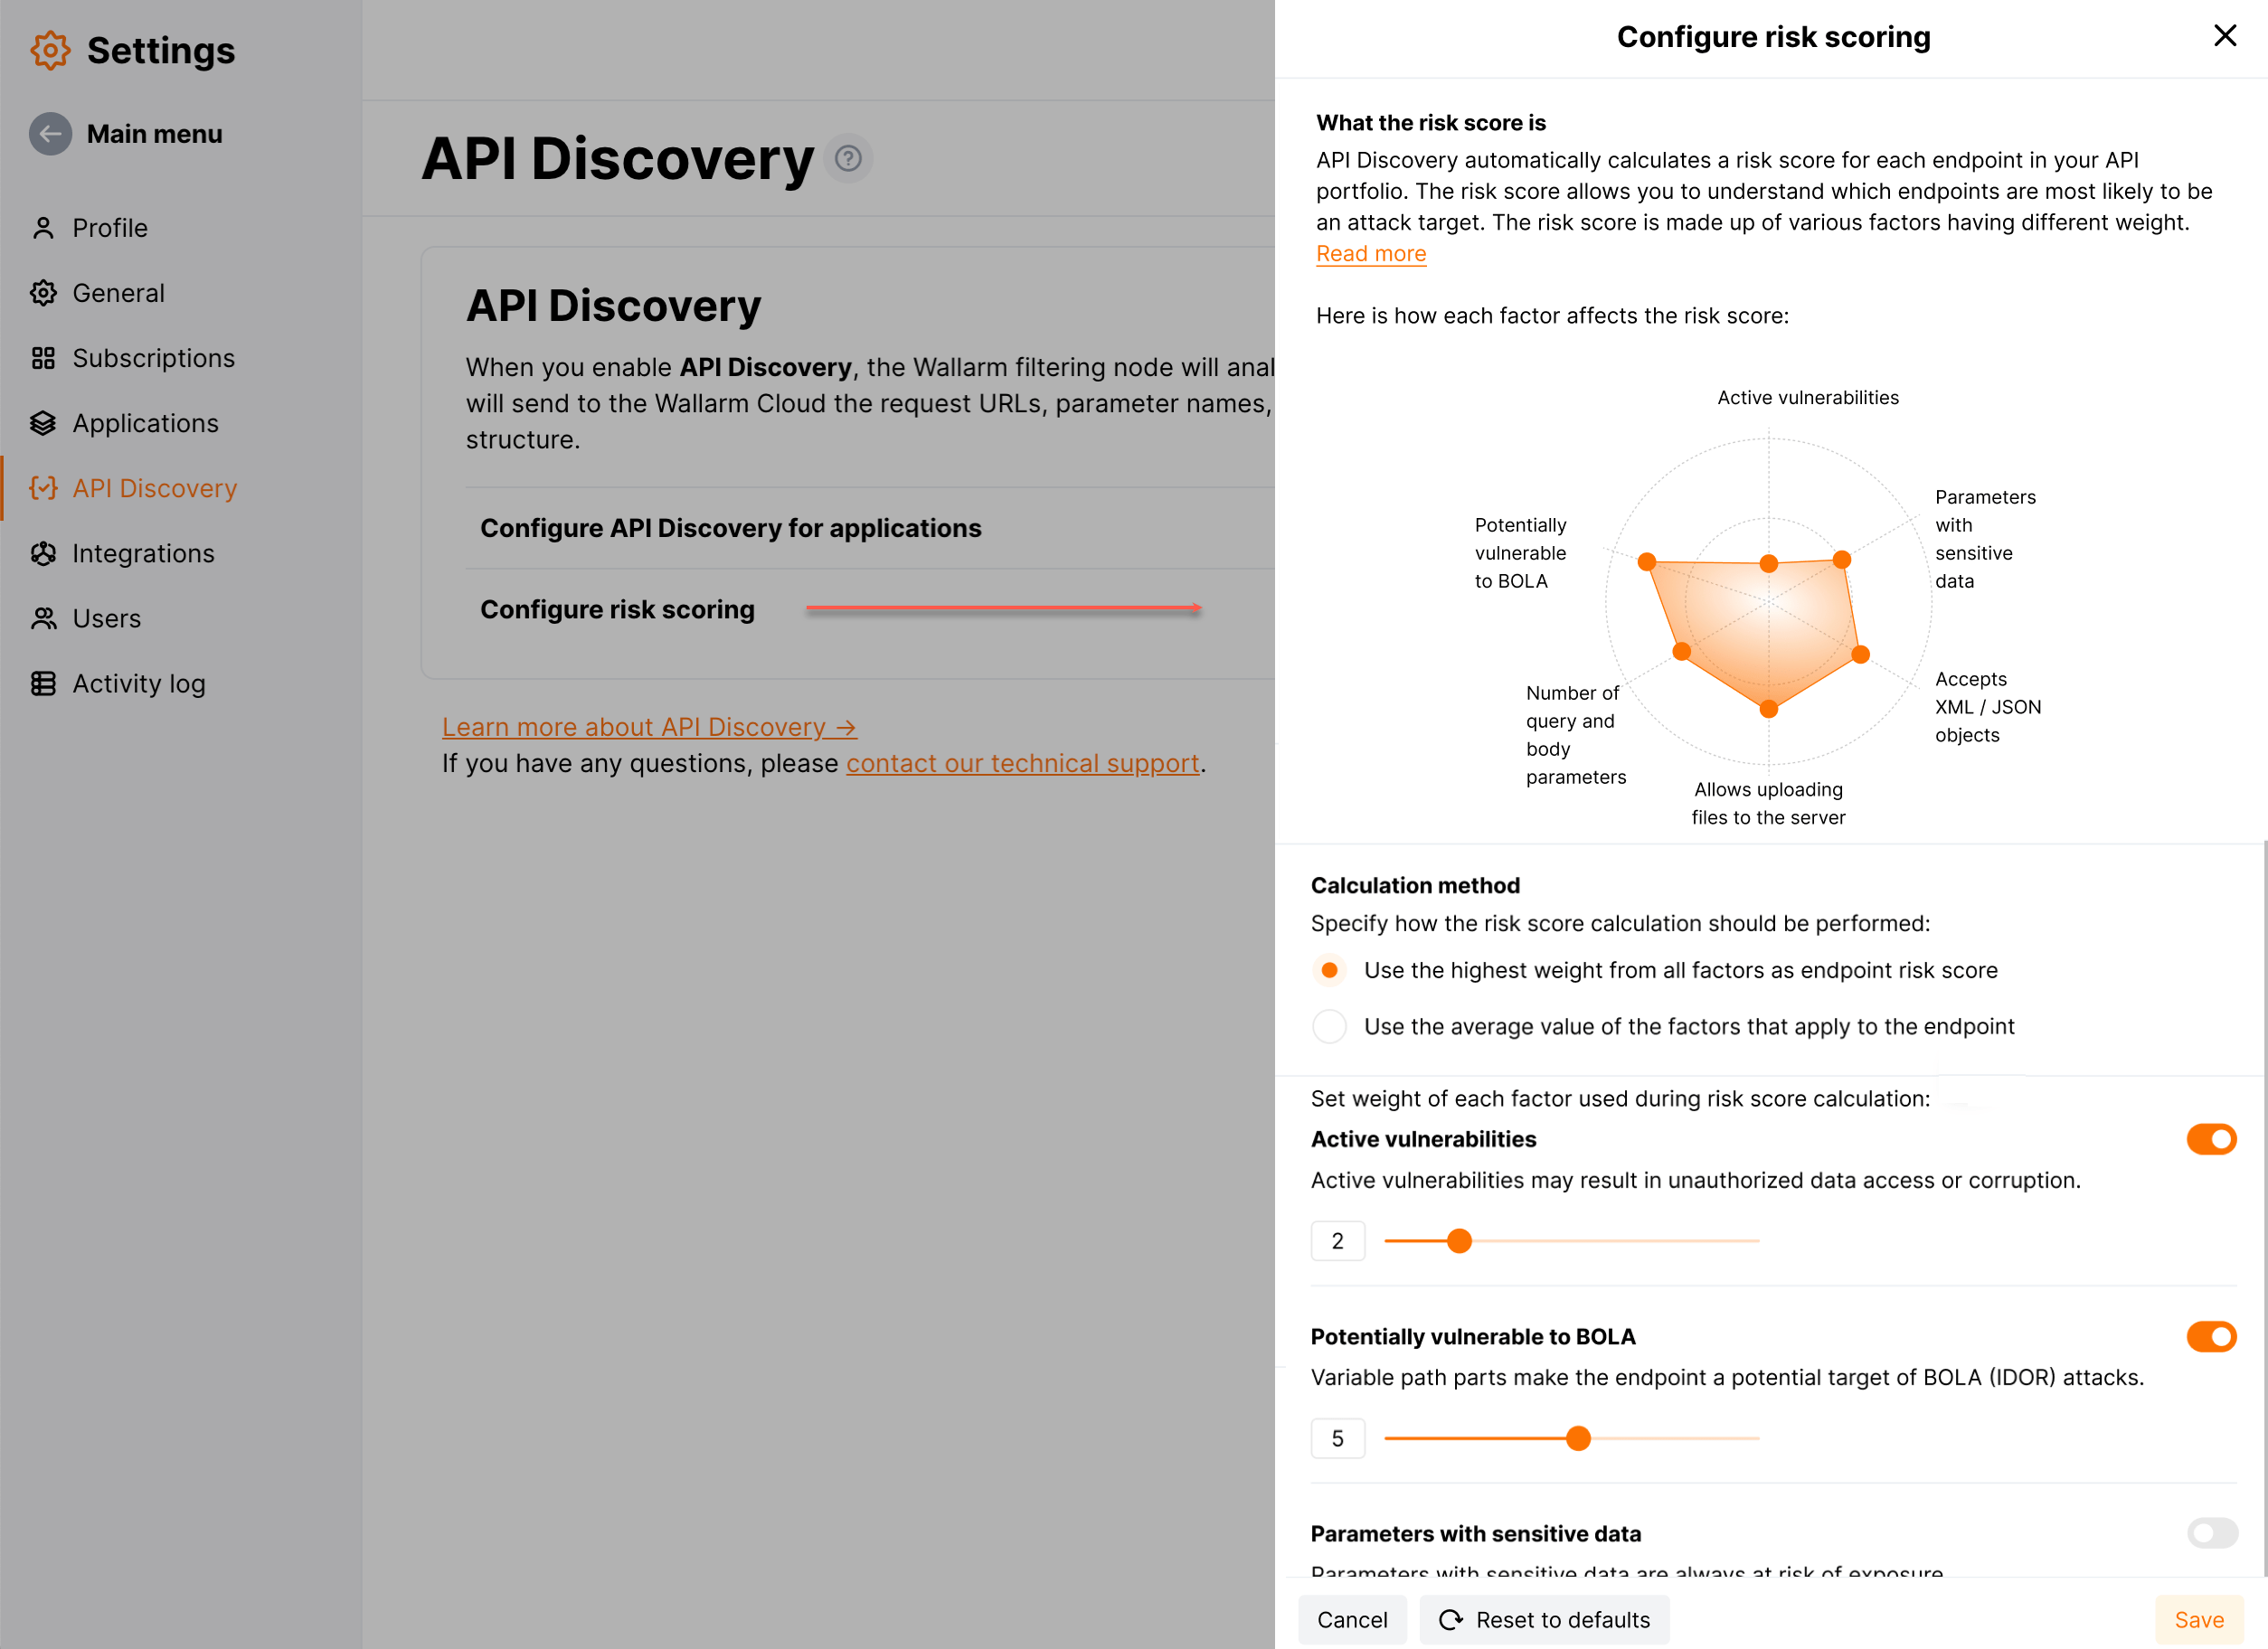 Settings
Main menu
Profile
General
Subscriptions
Applications
API Discovery
Integrations
Users
Activity log
API Discovery
API Discovery
When you enable API Discovery, the Wallarm filtering node will anal
will send to the Wallarm Cloud the request URLs, parameter names,
structure.
Configure API Discovery for applications
Configure risk scoring
Learn more about API Discovery →
If you have any questions, please contact our technical support.
Configure risk scoring
What the risk score is
API Discovery automatically calculates a risk score for each endpoint in your API
portfolio. The risk score allows you to understand which endpoints are most likely to be
an attack target. The risk score is made up of various factors having different weight.
Read more
Here is how each factor affects the risk score:
Active vulnerabilities
Parameters
with
sensitive
data
Potentially
vulnerable
to BOLA
Accepts
XML / JSON
objects
Number of
query and
body
parameters
Allows uploading
files to the server
Calculation method
Specify how the risk score calculation should be performed:
Use the highest weight from all factors as endpoint risk score
Use the average value of the factors that apply to the endpoint
Set weight of each factor used during risk score calculation:
Active vulnerabilities
Active vulnerabilities may result in unauthorized data access or corruption.
2
Potentially vulnerable to BOLA
Variable path parts make the endpoint a potential target of BOLA (IDOR) attacks.
5
Parameters with sensitive data
Parameters with sensitive data are always at risk of exposure
Cancel
Reset to defaults
Save